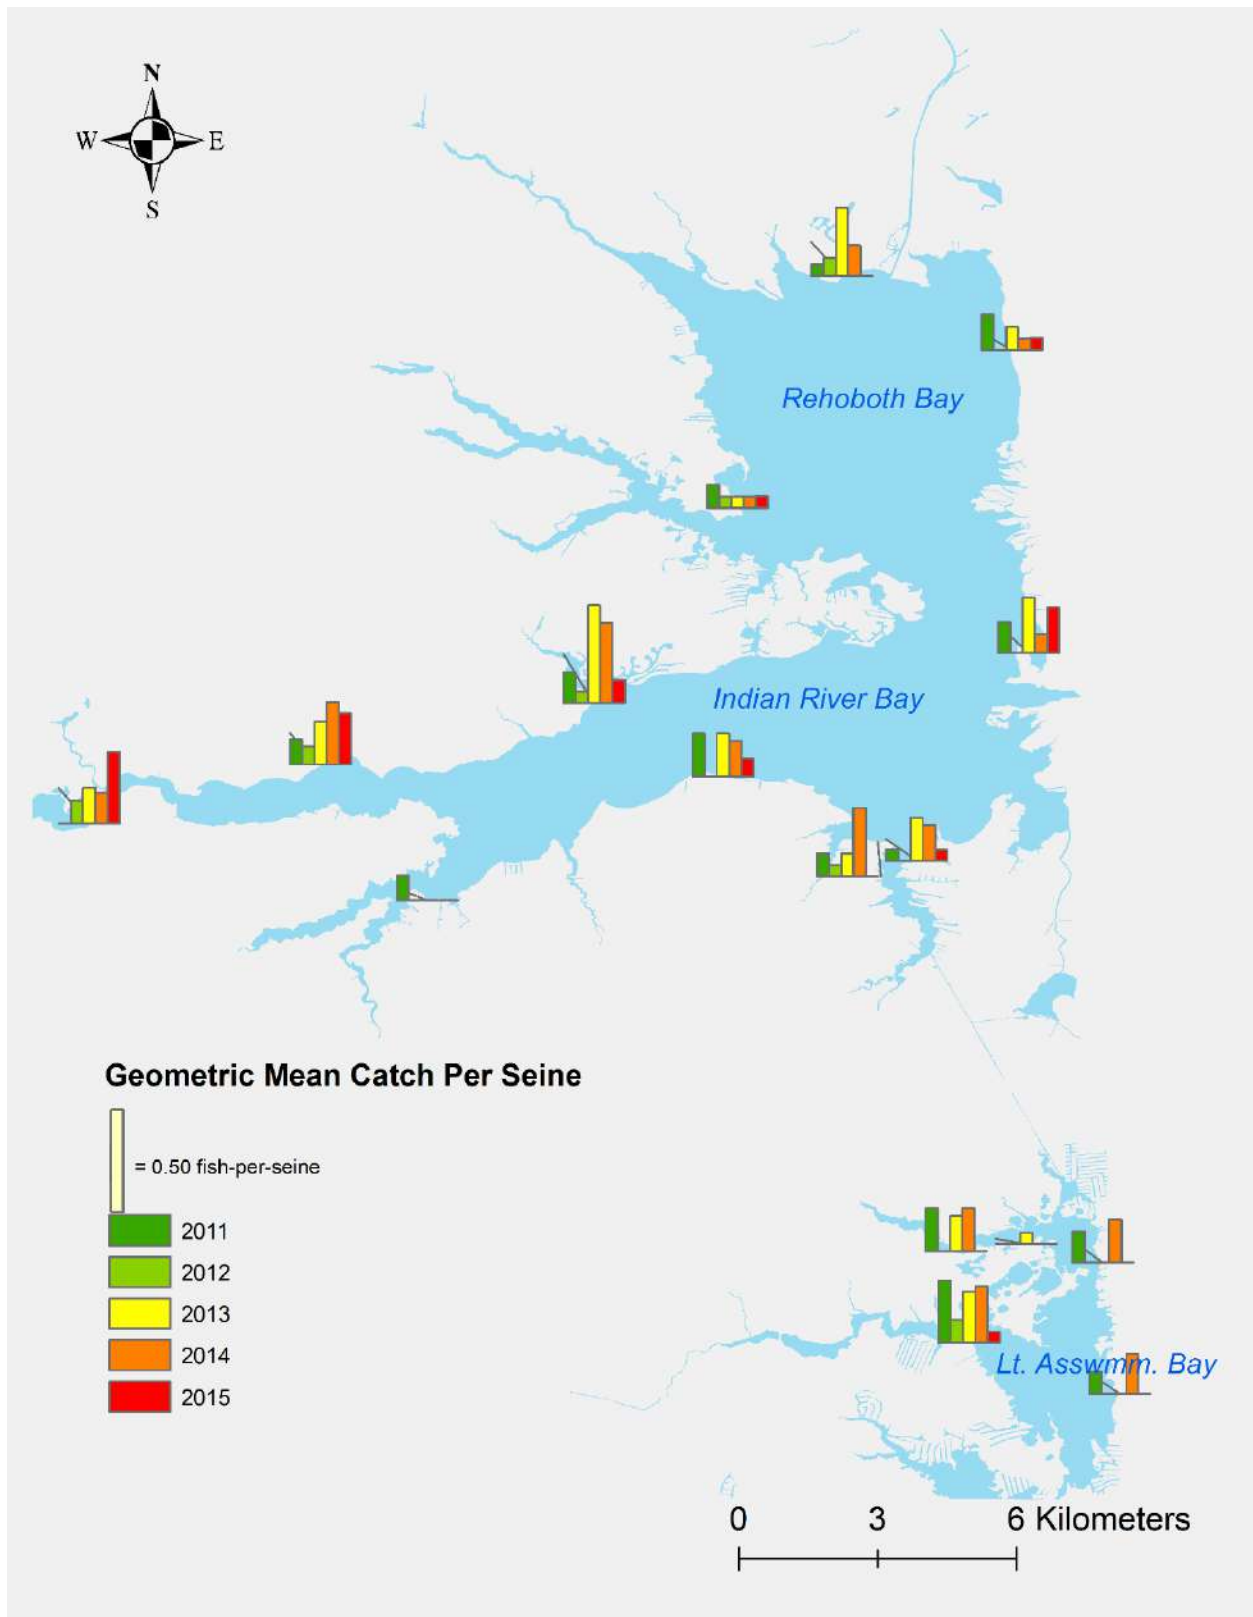 N
W E
S
Rehoboth Bay
Indian River Bay
Geometric Mean Catch Per Seine
= 0.50 fish-per-seine
2011
2012
2013
2014
2015
Lt. Asswmm. Bay
0 3 6 Kilometers